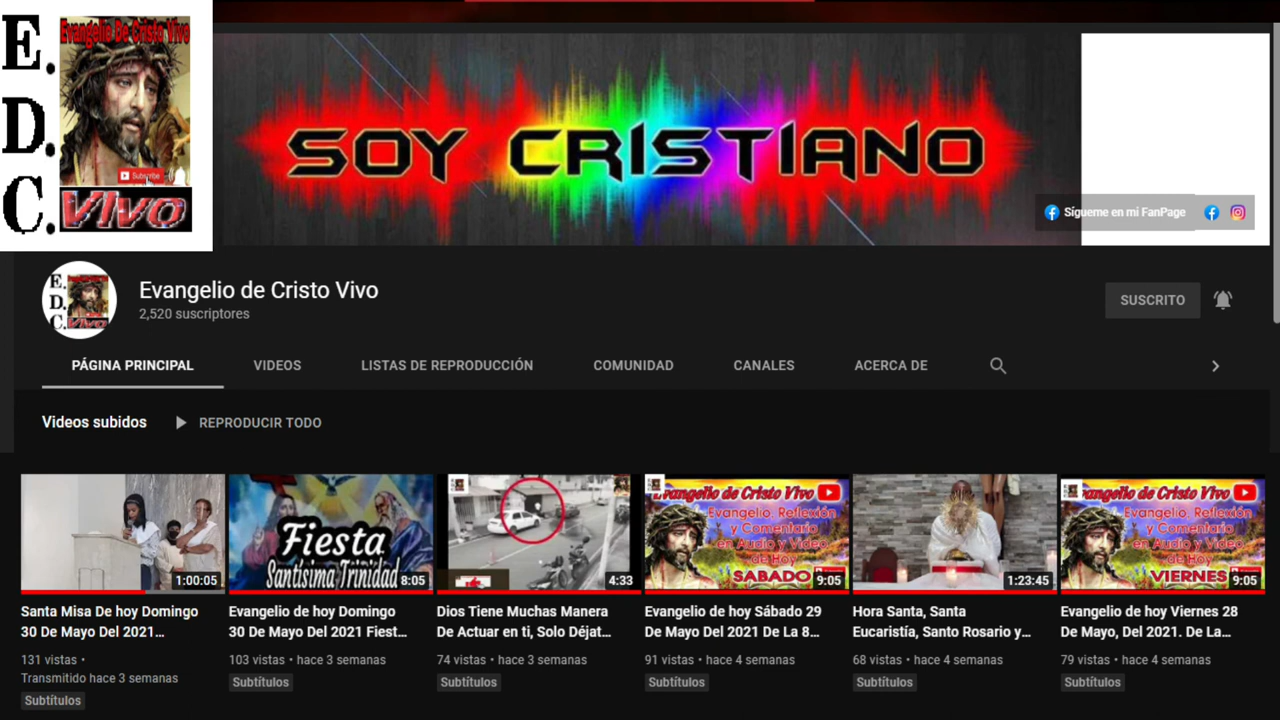 E.
D.
C.
Evangelio De Cristo Vivo
Subscribe
Vivo
SOY CRISTIANO
Sígueme en mi FanPage
E.
D.
C.
Vivo
Evangelio de Cristo Vivo
2,520 suscriptores
SUSCRITO
PÁGINA PRINCIPAL
VIDEOS
LISTAS DE REPRODUCCIÓN
COMUNIDAD
CANALES
ACERCA DE
Videos subidos
REPRODUCIR TODO
1:00:05
Santa Misa De hoy Domingo
30 De Mayo Del 2021...
131 vistas •
Transmitido hace 3 semanas
Subtítulos
Fiesta
Santísima Trinidad
8:05
Evangelio de hoy Domingo
30 De Mayo Del 2021 Fiest...
103 vistas • hace 3 semanas
Subtítulos
4:33
Dios Tiene Muchas Manera
De Actuar en ti, Solo Déjat...
74 vistas • hace 3 semanas
Subtítulos
Evangelio de Cristo Vivo
Evangelio, Reflexión
y Comentario
en Audio y Video
de Hoy
SABADO
9:05
Evangelio de hoy Sábado 29
De Mayo Del 2021 De La 8...
91 vistas • hace 4 semanas
Subtítulos
1:23:45
Hora Santa, Santa
Eucaristía, Santo Rosario y...
68 vistas • hace 4 semanas
Subtítulos
Evangelio de Cristo Vivo
Evangelio, Reflexión
y Comentario
en Audio y Video
de Hoy
VIERNES
9:05
Evangelio de hoy Viernes 28
De Mayo, Del 2021. De La...
79 vistas • hace 4 semanas
Subtítulos